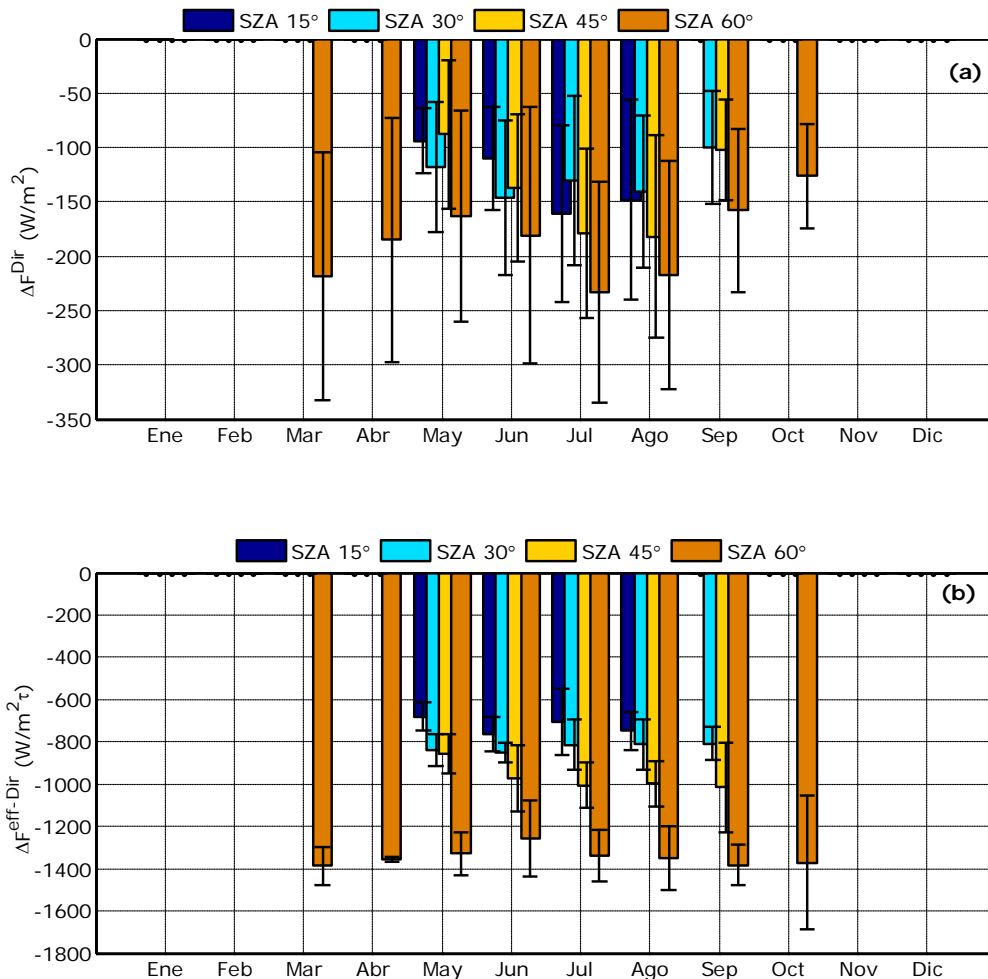 SZA 15° SZA 30° SZA 45° SZA 60°
(a)
0
-50
-100
-150
-200
-250
-300
-350
ΔF^Dir (W/m²)
Ene Feb Mar Abr May Jun Jul Ago Sep Oct Nov Dic
SZA 15° SZA 30° SZA 45° SZA 60°
(b)
0
-200
-400
-600
-800
-1000
-1200
-1400
-1600
-1800
ΔF^eff-Dir (W/m²τ)
Ene Feb Mar Abr May Jun Jul Ago Sep Oct Nov Dic